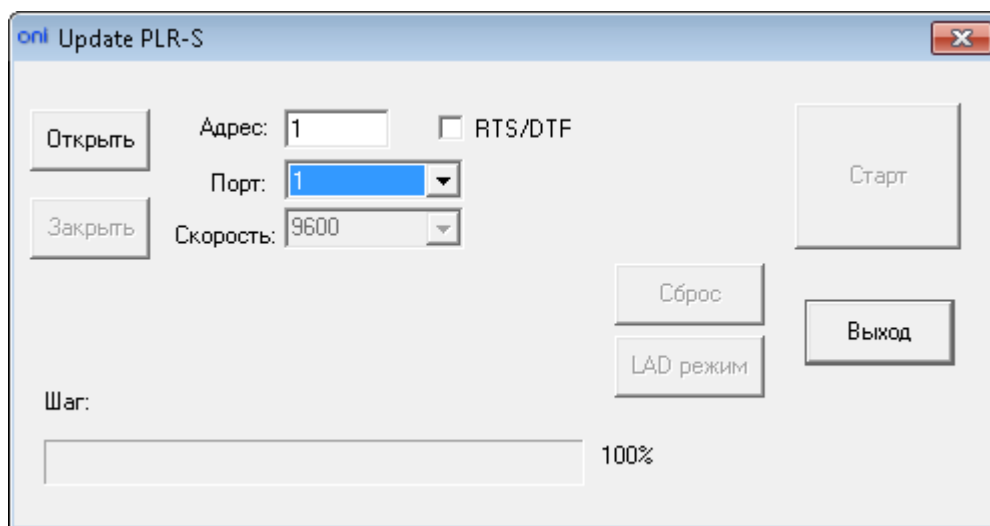 oni Update PLR-S
Открыть
Адрес: 1
RTS/DTF
Порт: 1
Старт
Закрыть
Скорость: 9600
Сброс
Выход
LAD режим
Шаг:
100%